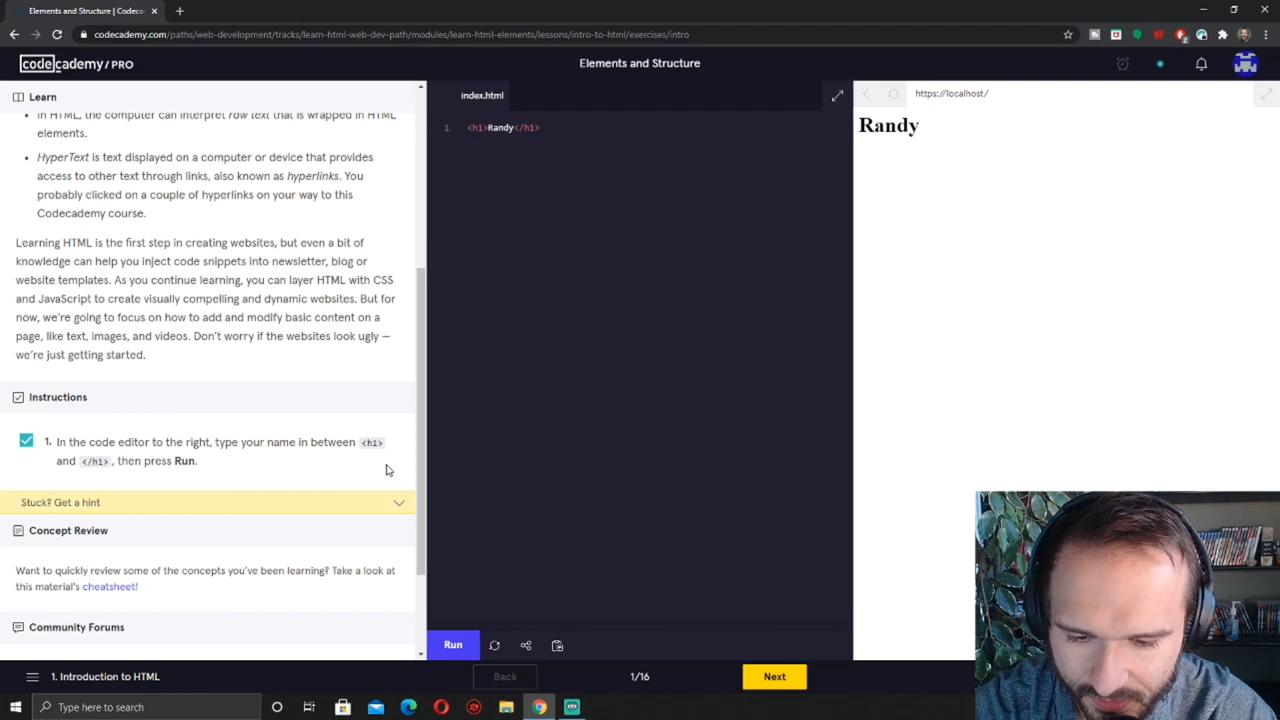 Elements and Structure | Codec
codecademy.com/paths/web-development/tracks/learn-html-web-dev-path/modules/learn-html-elements/lessons/intro-to-html/exercises/intro
codecademy / PRO
Elements and Structure
Learn
In HTML, the computer can interpret row text that is wrapped in HTML
elements.
HyperText is text displayed on a computer or device that provides
access to other text through links, also known as hyperlinks. You
probably clicked on a couple of hyperlinks on your way to this
Codecademy course.
Learning HTML is the first step in creating websites, but even a bit of
knowledge can help you inject code snippets into newsletter, blog or
website templates. As you continue learning, you can layer HTML with CSS
and JavaScript to create visually compelling and dynamic websites. But for
now, we're going to focus on how to add and modify basic content on a
page, like text, images, and videos. Don't worry if the websites look ugly —
we're just getting started.
Instructions
1. In the code editor to the right, type your name in between <h1>
and </h1>, then press Run.
Stuck? Get a hint
Concept Review
Want to quickly review some of the concepts you've been learning? Take a look at
this material's cheatsheet!
Community Forums
index.html
1 <h1>Randy</h1>
Run
https://localhost/
Randy
1. Introduction to HTML
Back
1/16
Next
Type here to search